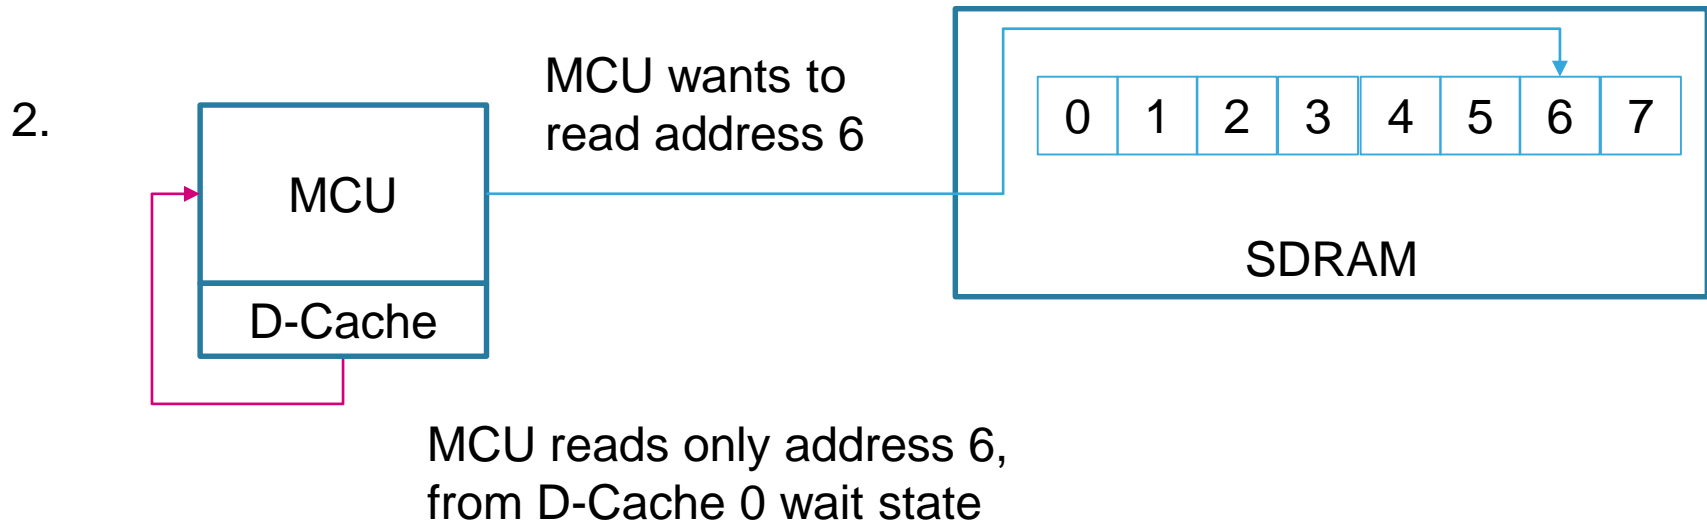 2.
MCU wants to
read address 6
0 1 2 3 4 5 6 7
MCU
SDRAM
D-Cache
MCU reads only address 6,
from D-Cache 0 wait state